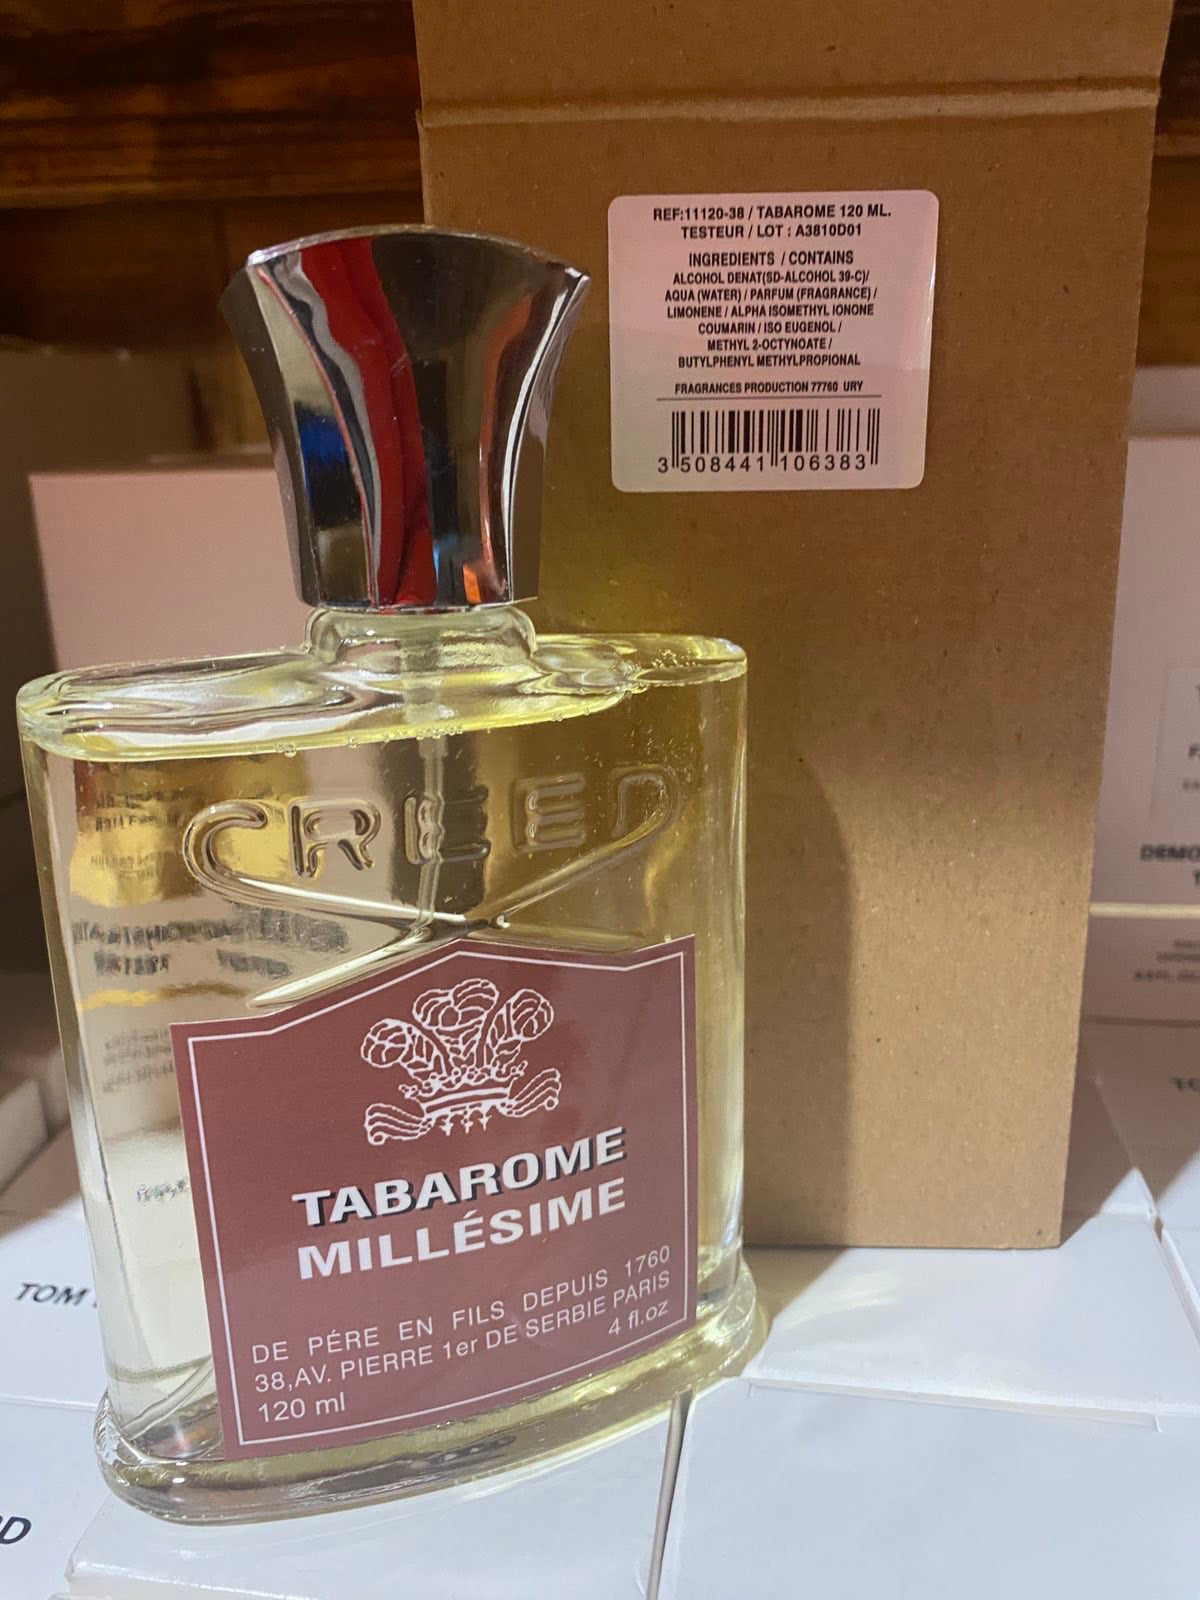 REF:11120-38 / TABAROME 120 ML.
TESTEUR / LOT : A3810D01
INGREDIENTS / CONTAINS
ALCOHOL DENAT(SD-ALCOHOL 39-C)/
AQUA (WATER) / PARFUM (FRAGRANCE) /
LIMONENE / ALPHA ISOMETHYL IONONE
COUMARIN / ISO EUGENOL /
METHYL 2-OCTYNOATE /
BUTYLPHENYL METHYLPROPIONAL
FRAGRANCES PRODUCTION 77760 URY
3 508441 106383
CREED
TABAROME
MILLÉSIME
DE PÉRE EN FILS DEPUIS 1760
38,AV. PIERRE 1er DE SERBIE PARIS
120 ml 4 fl.oz
TOM